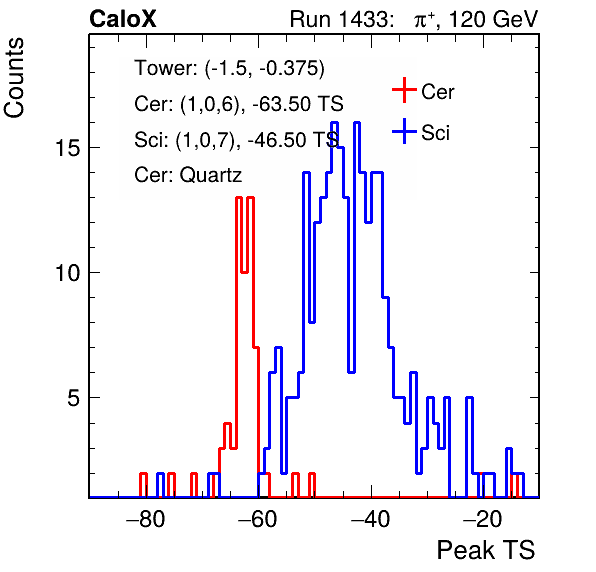 CaloX Run 1433: π⁺, 120 GeV
Counts
Tower: (-1.5, -0.375)
Cer: (1,0,6), -63.50 TS
Sci: (1,0,7), -46.50 TS
Cer: Quartz
Cer
Sci
15
10
5
−80 −60 −40 −20
Peak TS